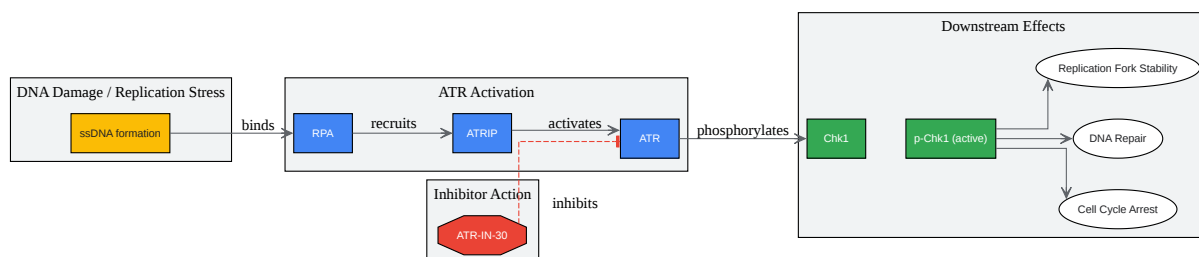 DNA Damage / Replication Stress
ssDNA formation
binds
ATR Activation
RPA
recruits
ATRIP
activates
ATR
Inhibitor Action
ATR-IN-30
inhibits
phosphorylates
Downstream Effects
Chk1
p-Chk1 (active)
Replication Fork Stability
DNA Repair
Cell Cycle Arrest